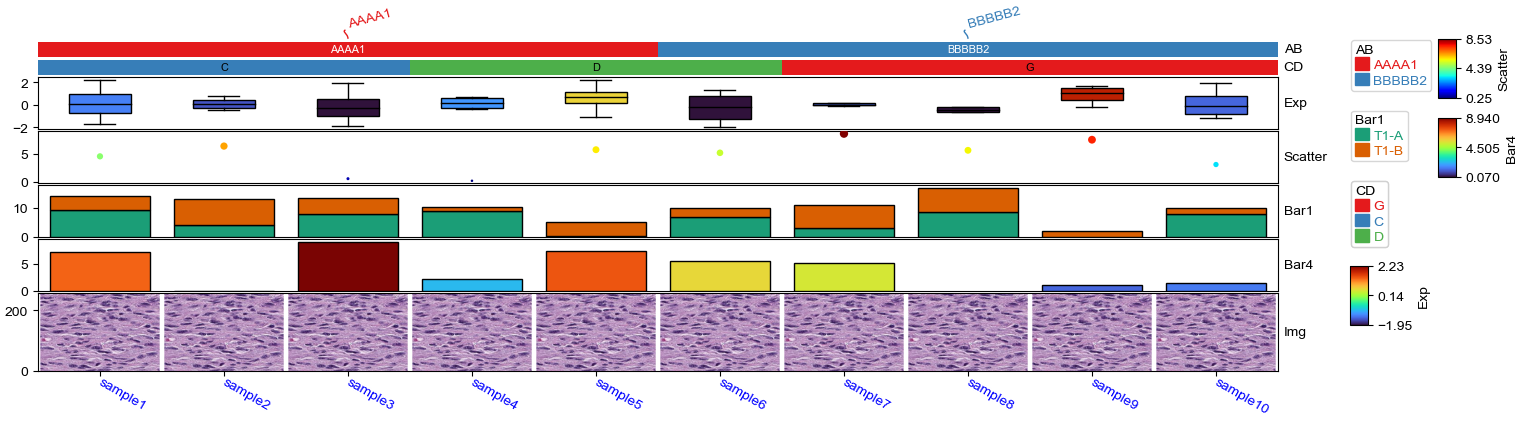 AAAA1
BBBBB2
AAAA1 BBBBB2 AB
C D G CD
2
0
−2
Exp
5
0
Scatter
10
0
Bar1
5
0
Bar4
200
0
Img
sample1 sample2 sample3 sample4 sample5 sample6 sample7 sample8 sample9 sample10
AB
AAAA1
BBBBB2
Bar1
T1-A
T1-B
CD
G
C
D
2.23
0.14
−1.95
Exp
8.53
4.39
0.25
Scatter
8.940
4.505
0.070
Bar4